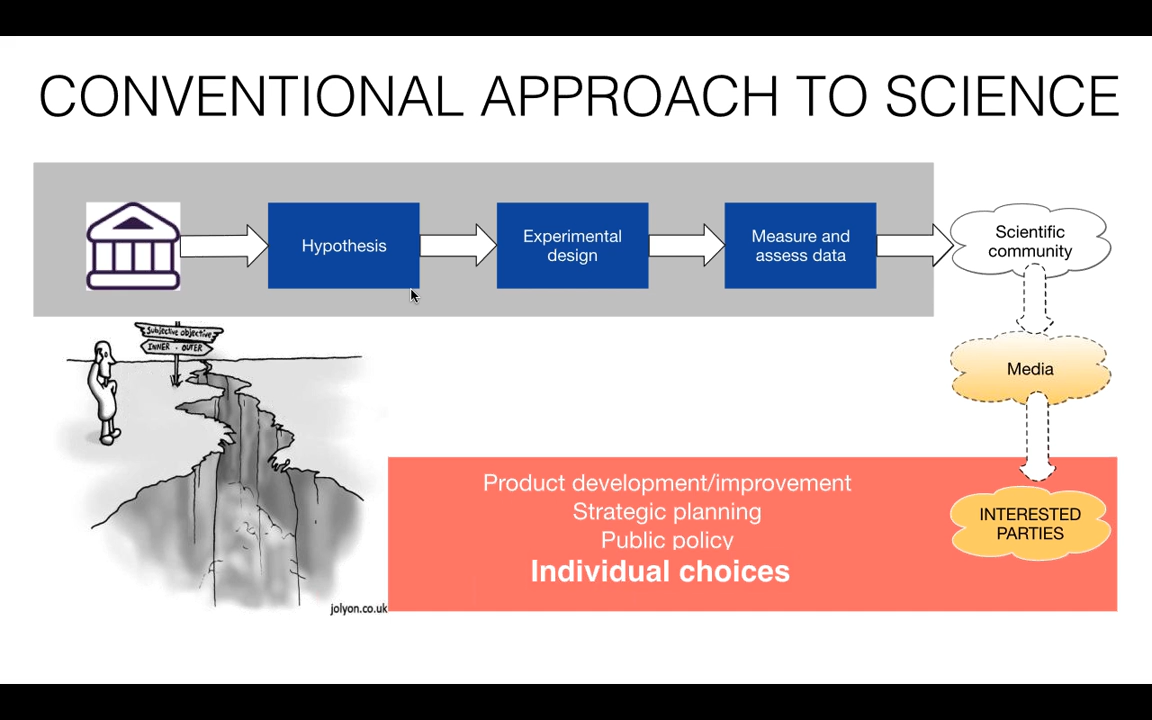 CONVENTIONAL APPROACH TO SCIENCE
Hypothesis
Experimental
design
Measure and
assess data
Scientific
community
Media
Subjective objective
INNER - OUTER
jolyon.co.uk
Product development/improvement
Strategic planning
Public policy
Individual choices
INTERESTED
PARTIES